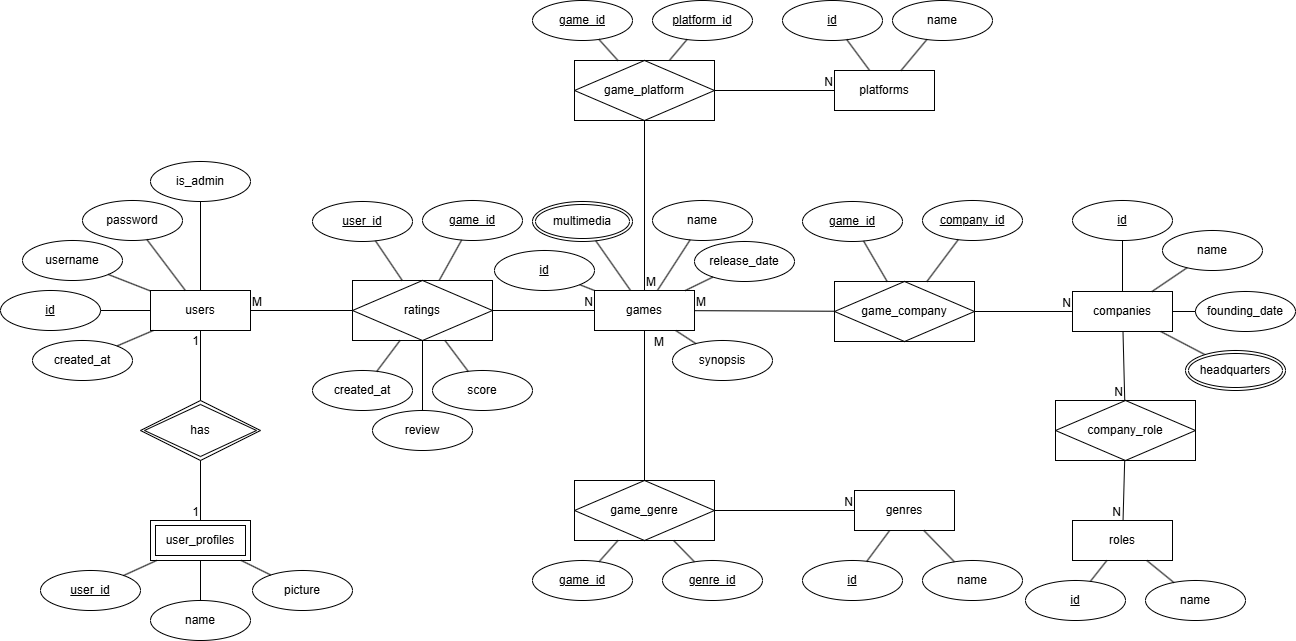 game_id
platform_id
id
name
game_platform
N
platforms
is_admin
password
username
id
users
created_at
M
1
has
1
user_profiles
user_id
name
picture
user_id
game_id
ratings
created_at
review
score
N
multimedia
name
id
release_date
M
games
M
M
synopsis
game_id
company_id
game_company
N
id
name
companies
founding_date
headquarters
N
company_role
N
roles
id
name
game_genre
N
genres
game_id
genre_id
id
name